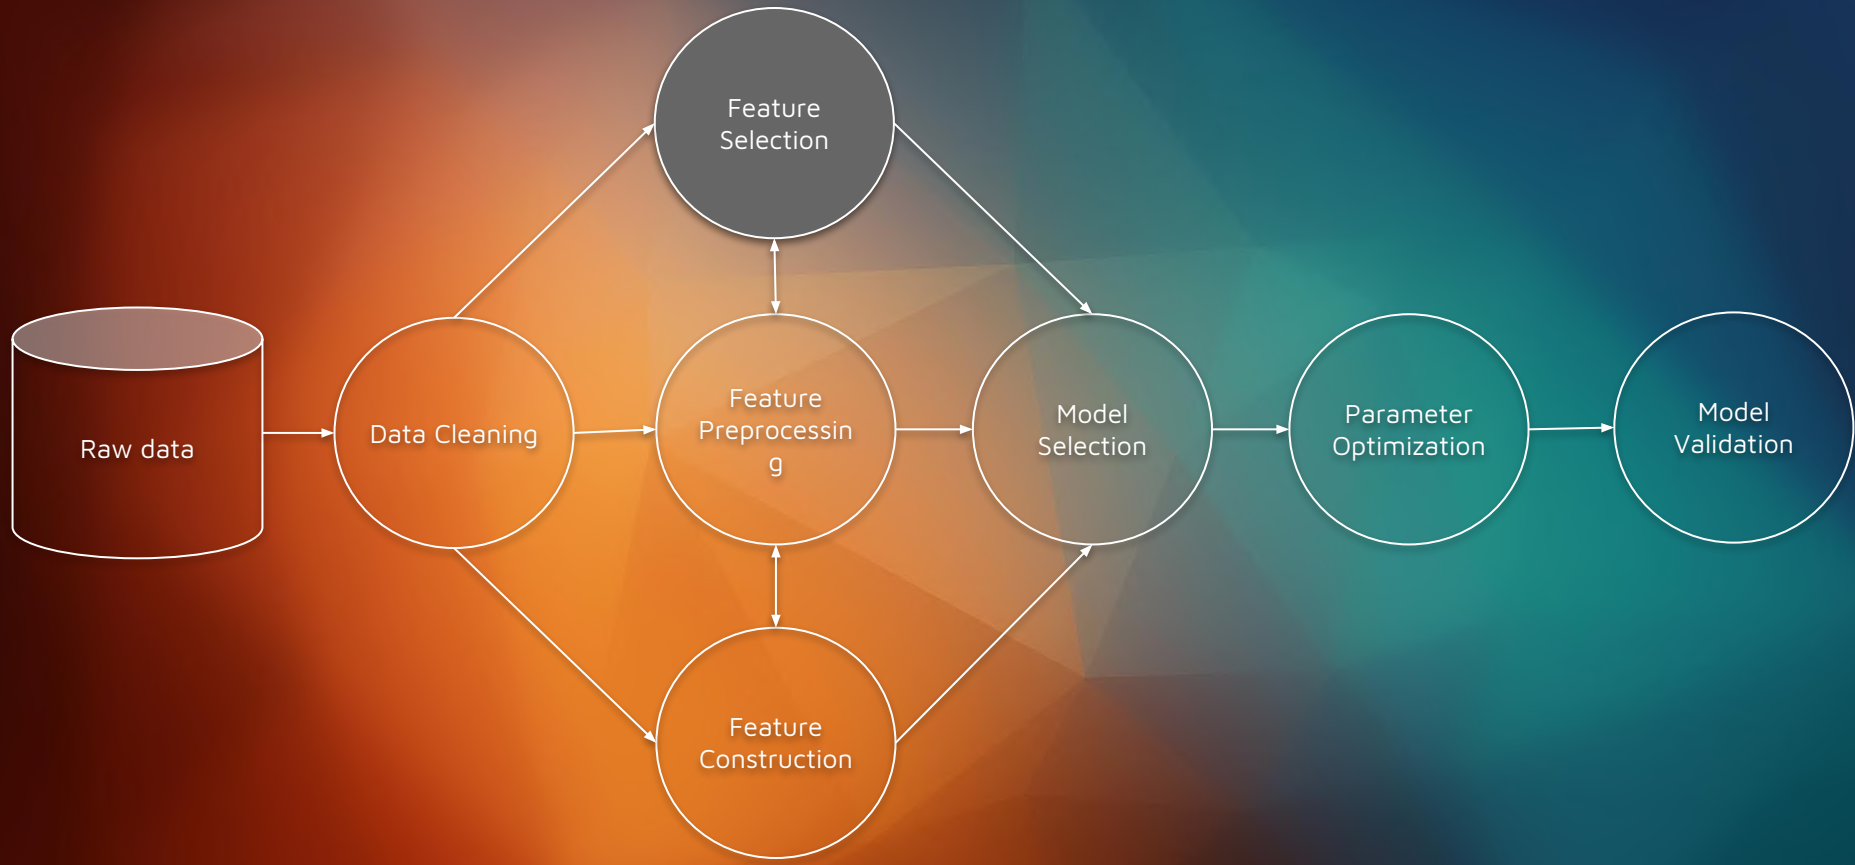 Feature
Selection
Raw data
Data Cleaning
Feature
Preprocessin
g
Model
Selection
Parameter
Optimization
Model
Validation
Feature
Construction